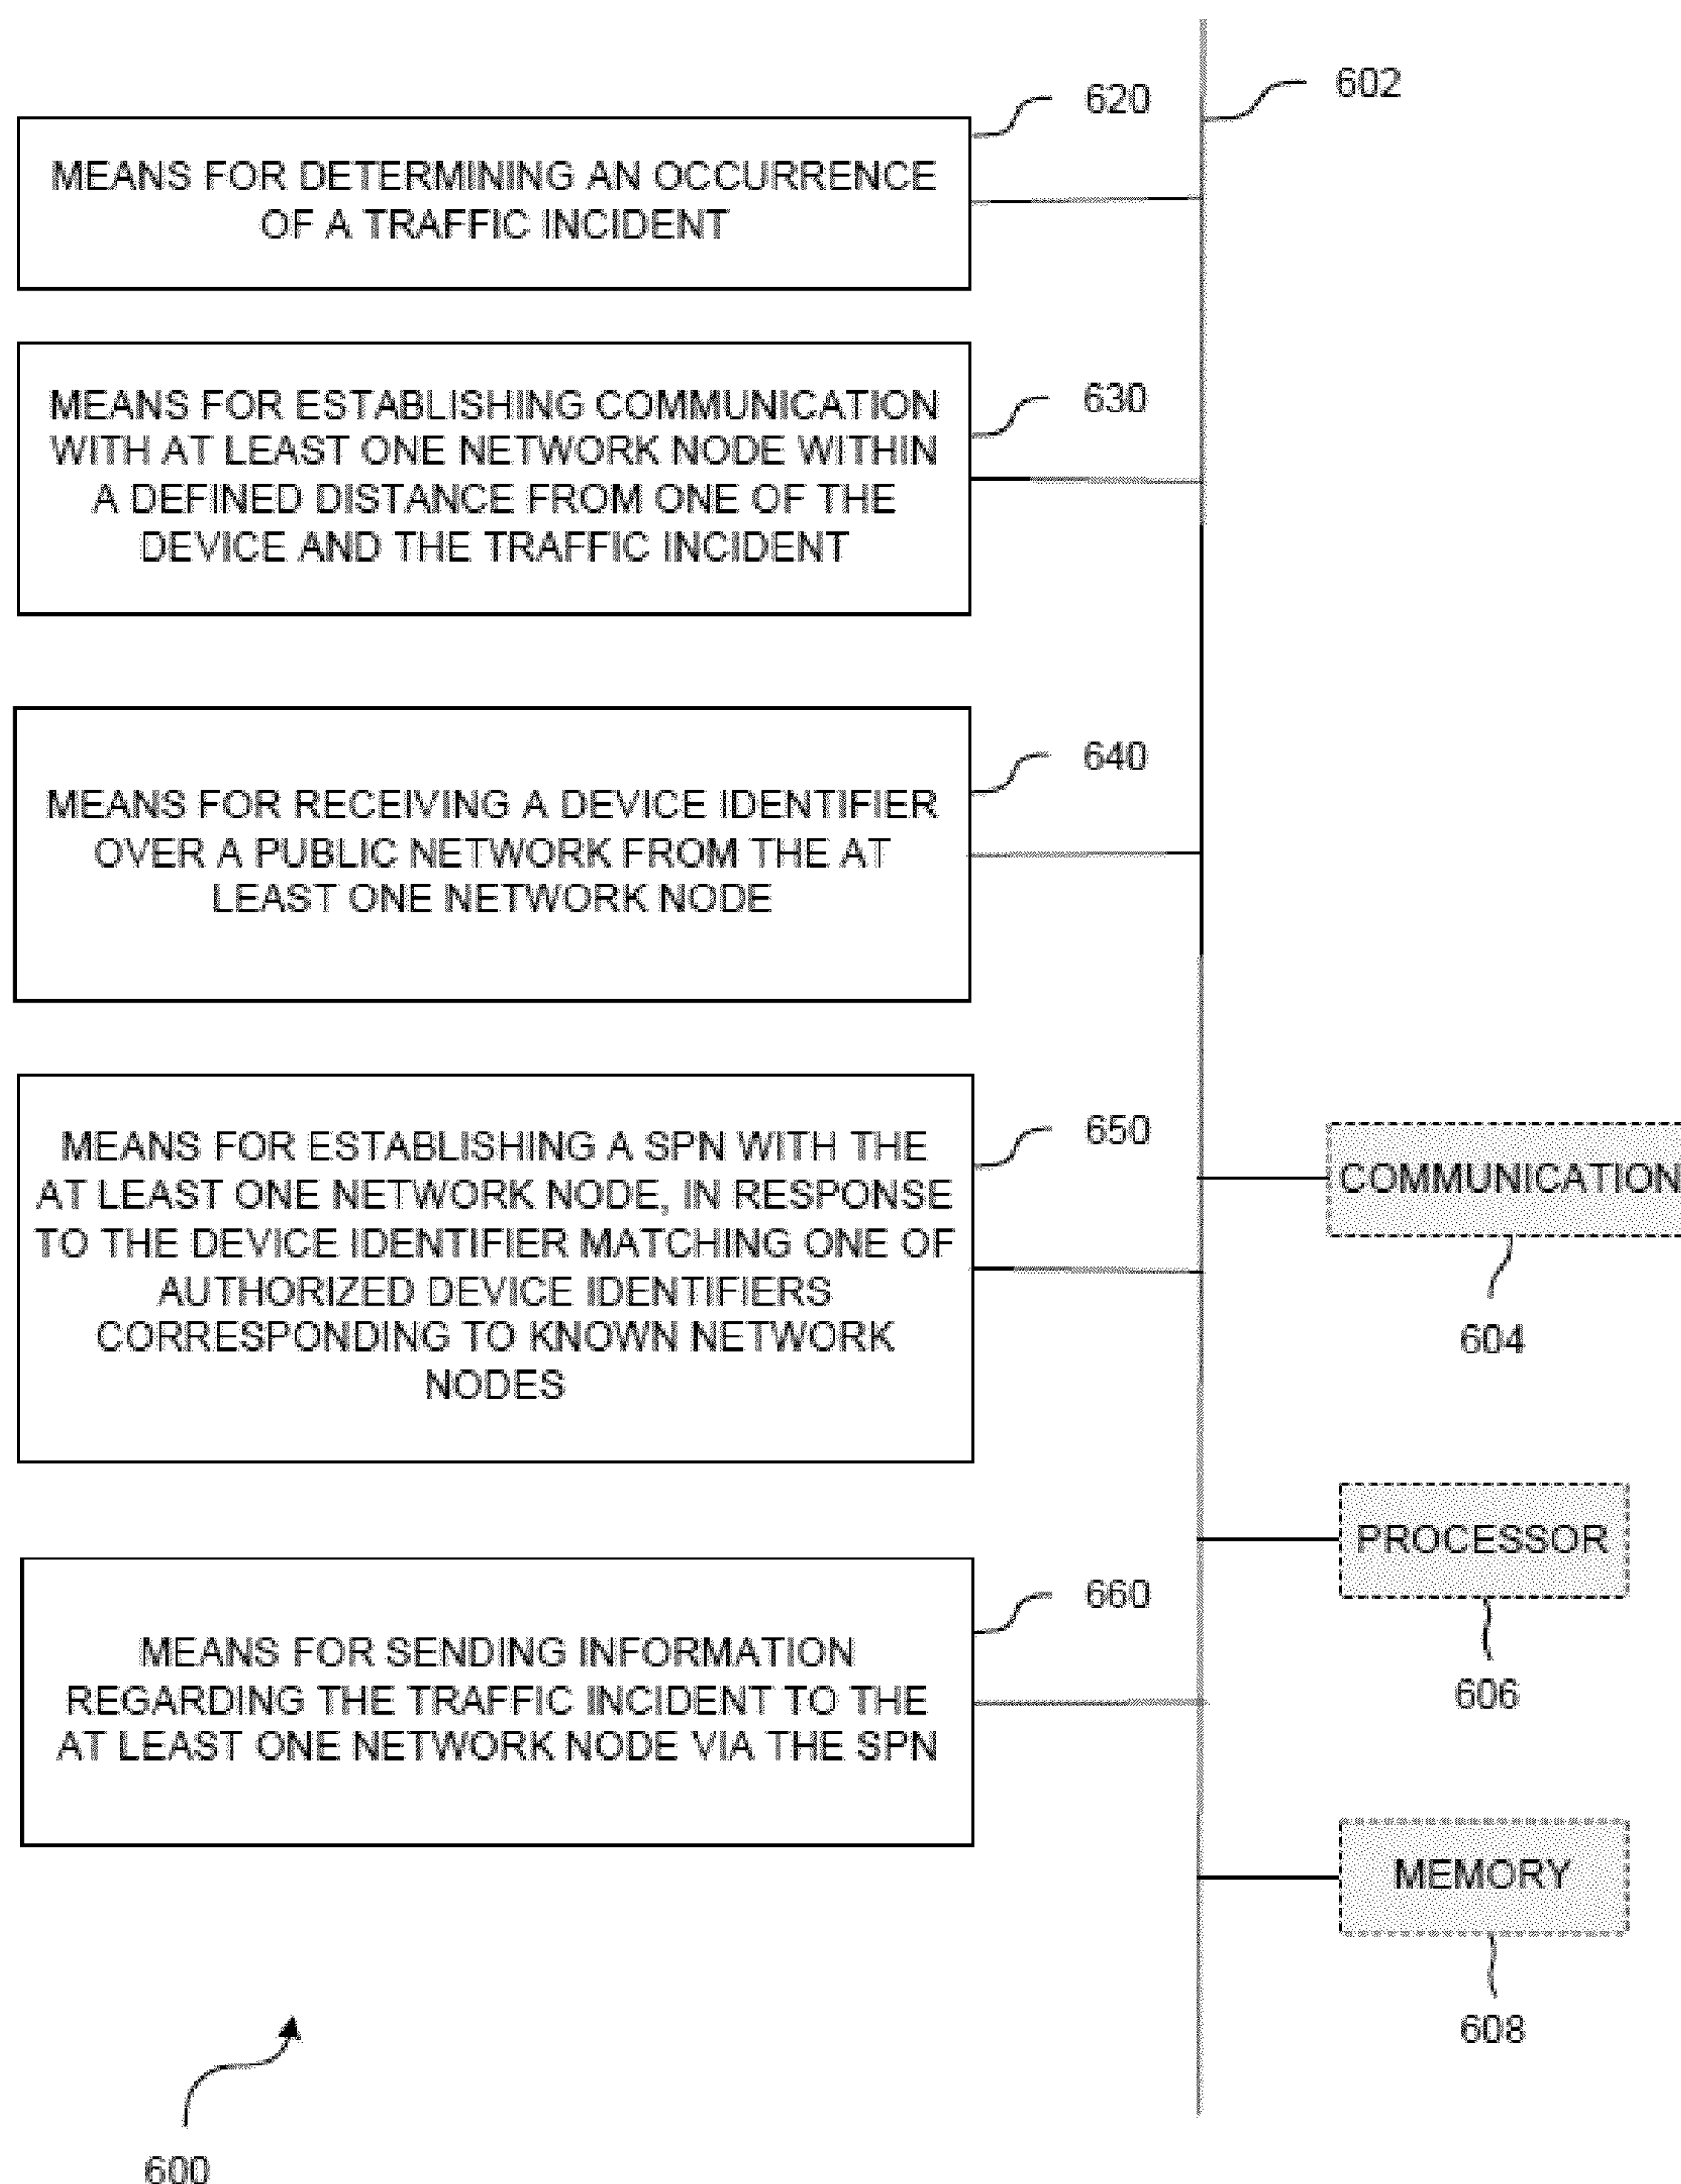 602
620
MEANS FOR DETERMINING AN OCCURRENCE
OF A TRAFFIC INCIDENT
630
MEANS FOR ESTABLISHING COMMUNICATION
WITH AT LEAST ONE NETWORK NODE WITHIN
A DEFINED DISTANCE FROM ONE OF THE
DEVICE AND THE TRAFFIC INCIDENT
640
MEANS FOR RECEIVING A DEVICE IDENTIFIER
OVER A PUBLIC NETWORK FROM THE AT
LEAST ONE NETWORK NODE
650
MEANS FOR ESTABLISHING A SPN WITH THE
AT LEAST ONE NETWORK NODE, IN RESPONSE
TO THE DEVICE IDENTIFIER MATCHING ONE OF
AUTHORIZED DEVICE IDENTIFIERS
CORRESPONDING TO KNOWN NETWORK
NODES
COMMUNICATION
604
PROCESSOR
606
660
MEANS FOR SENDING INFORMATION
REGARDING THE TRAFFIC INCIDENT TO THE
AT LEAST ONE NETWORK NODE VIA THE SPN
MEMORY
608
600